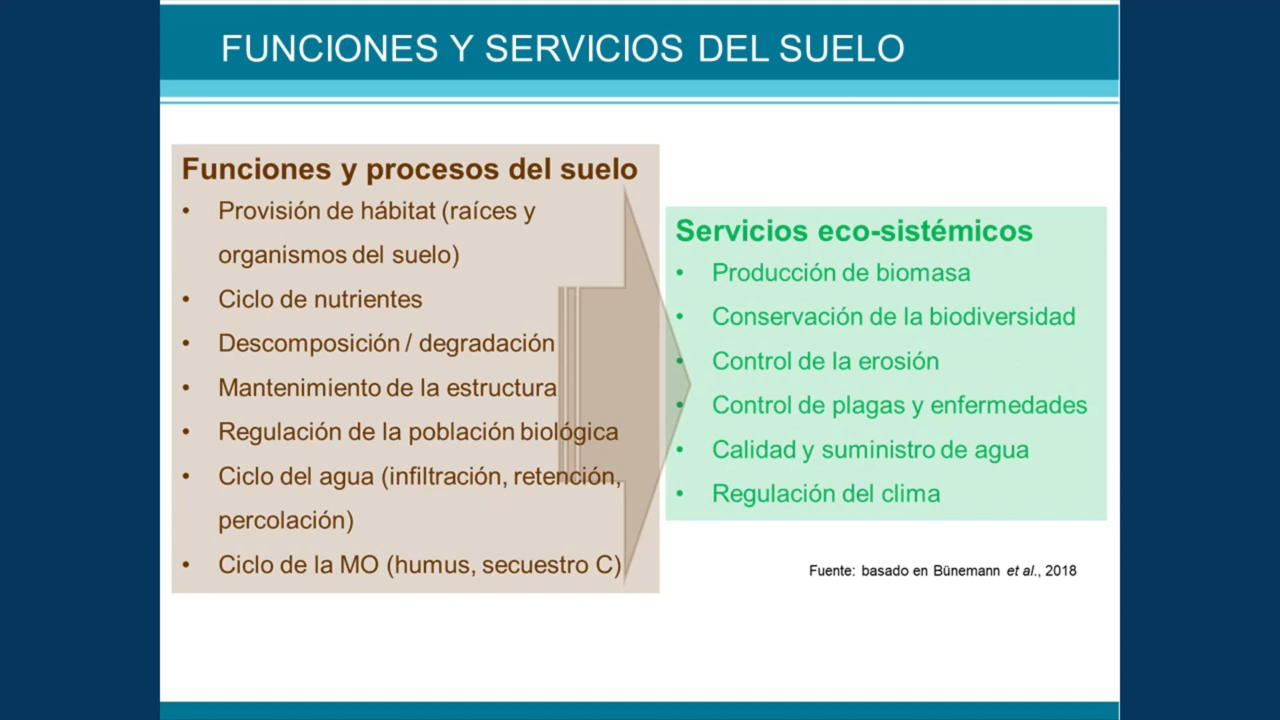 FUNCIONES Y SERVICIOS DEL SUELO
Funciones y procesos del suelo
• Provisión de hábitat (raíces y
organismos del suelo)
• Ciclo de nutrientes
• Descomposición / degradación
• Mantenimiento de la estructura
• Regulación de la población biológica
• Ciclo del agua (infiltración, retención,
percolación)
• Ciclo de la MO (humus, secuestro C)
Servicios eco-sistémicos
• Producción de biomasa
• Conservación de la biodiversidad
• Control de la erosión
• Control de plagas y enfermedades
• Calidad y suministro de agua
• Regulación del clima
Fuente: basado en Bünemann et al., 2018